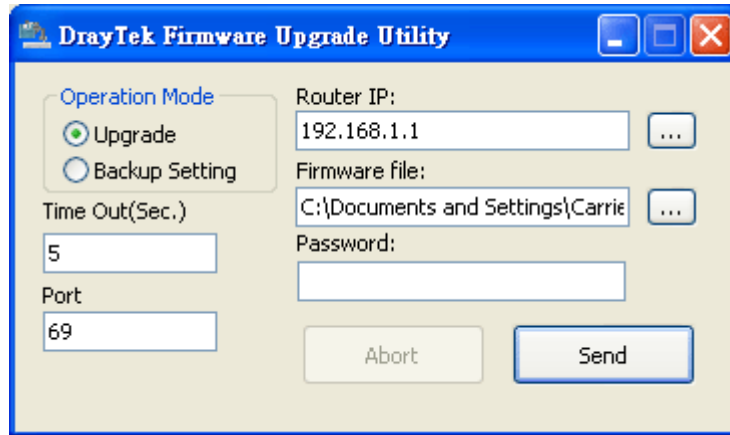 DrayTek Firmware Upgrade Utility
Operation Mode
Upgrade
Backup Setting
Time Out(Sec.)
5
Port
69
Router IP:
192.168.1.1
...
Firmware file:
C:\Documents and Settings\Carrie
...
Password:
Abort
Send